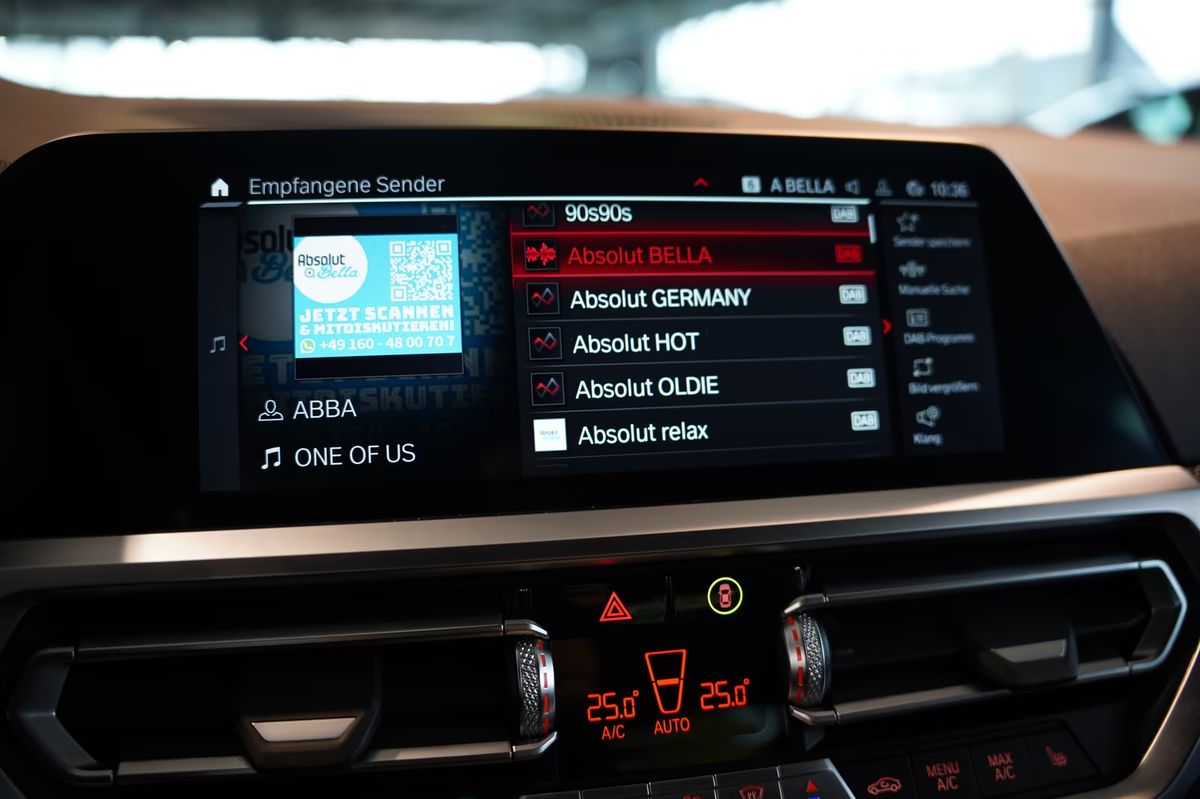 Empfangene Sender
6 A BELLA 10:36
Absolut
Bella
JETZT SCANNEN
& MITDISKUTIEREN!
+49 160 - 48 00 70 7
ABBA
ONE OF US
90s90s DAB
Absolut BELLA DAB
Absolut GERMANY DAB
Absolut HOT DAB
Absolut OLDIE DAB
Absolut relax DAB
Sender speichern
Manuelle Suche
DAB-Programm
Bild vergrößern
Klang
25.0° 25.0°
A/C AUTO
MENU
A/C
MAX
A/C